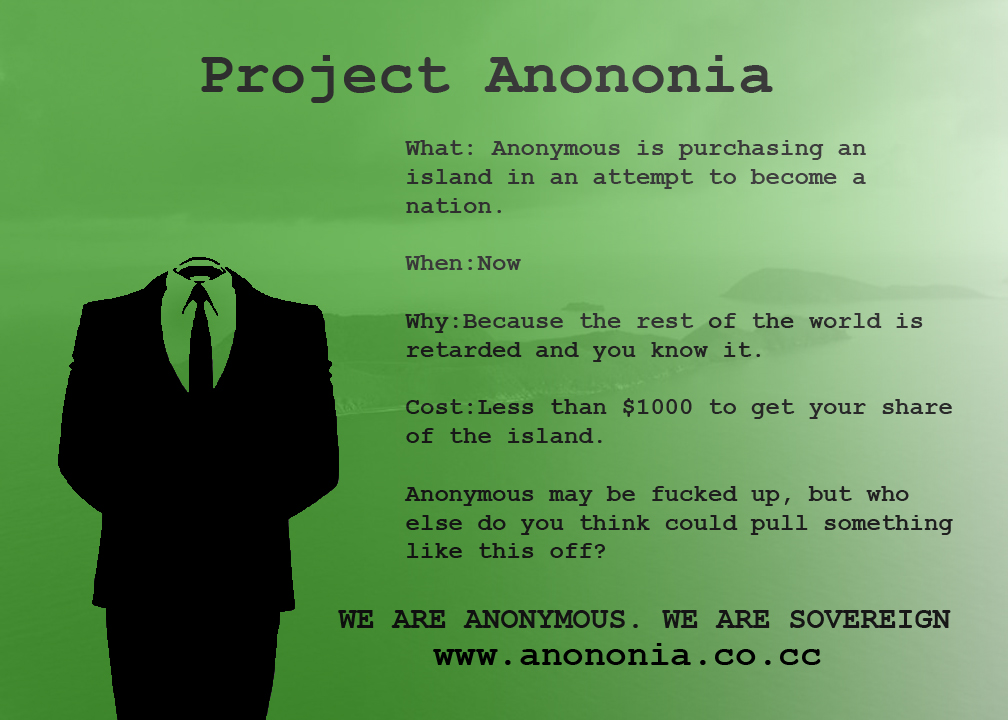 Project Anononia
What: Anonymous is purchasing an
island in an attempt to become a
nation.
When:Now
Why:Because the rest of the world is
retarded and you know it.
Cost:Less than $1000 to get your share
of the island.
Anonymous may be fucked up, but who
else do you think could pull something
like this off?
WE ARE ANONYMOUS. WE ARE SOVEREIGN
www.anononia.co.cc